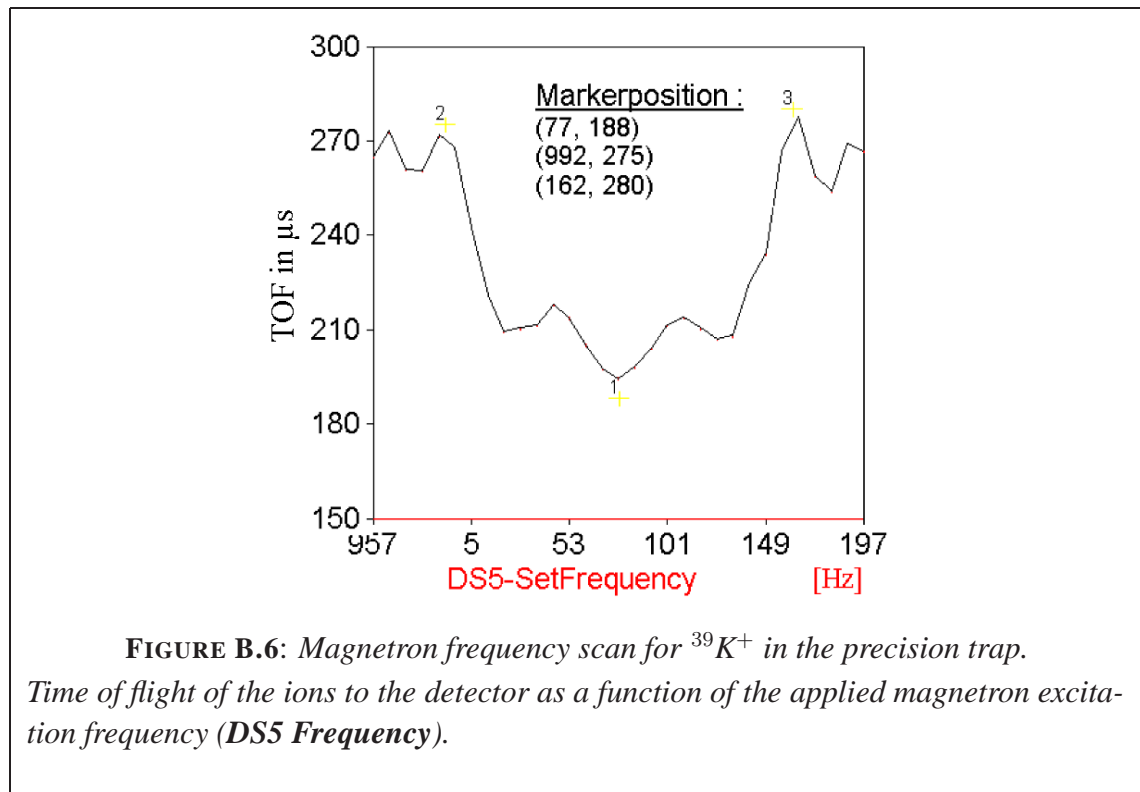 300
270
240
210
180
150
TOF in µs
Markerposition :
(77, 188)
(992, 275)
(162, 280)
2
3
1
957 5 53 101 149 197
DS5-SetFrequency [Hz]
FIGURE B.6: Magnetron frequency scan for ³⁹K⁺ in the precision trap.
Time of flight of the ions to the detector as a function of the applied magnetron excita-
tion frequency (DS5 Frequency).